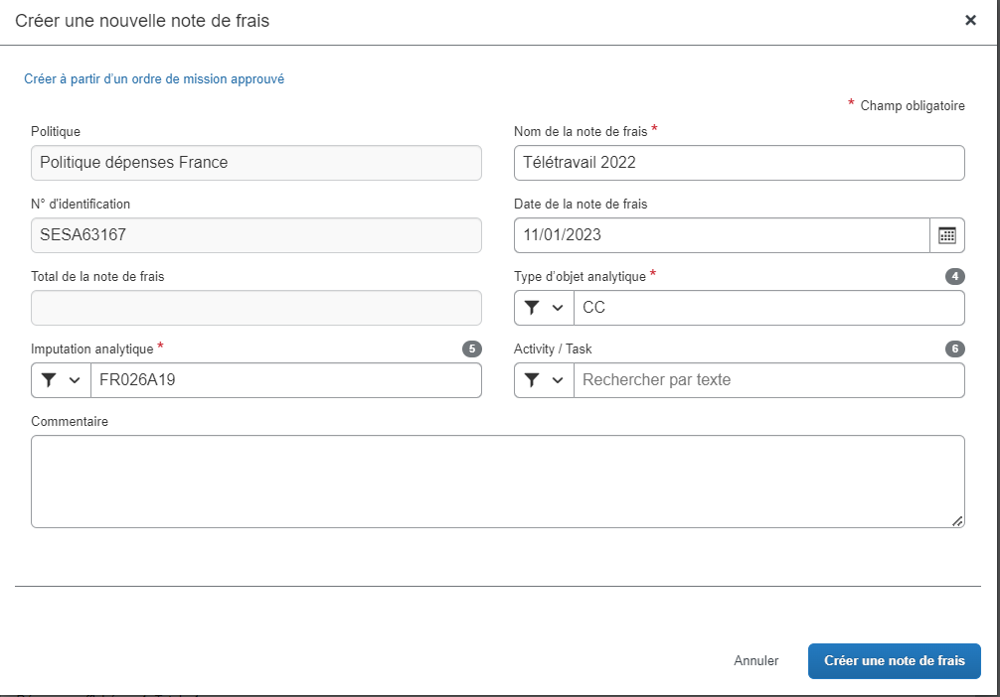 Créer une nouvelle note de frais
Créer à partir d'un ordre de mission approuvé
* Champ obligatoire
Politique
Politique dépenses France
Nom de la note de frais *
Télétravail 2022
N° d'identification
SESA63167
Date de la note de frais
11/01/2023
Total de la note de frais
Type d'objet analytique *
4
CC
Imputation analytique *
5
FR026A19
Activity / Task
6
Rechercher par texte
Commentaire
Annuler
Créer une note de frais